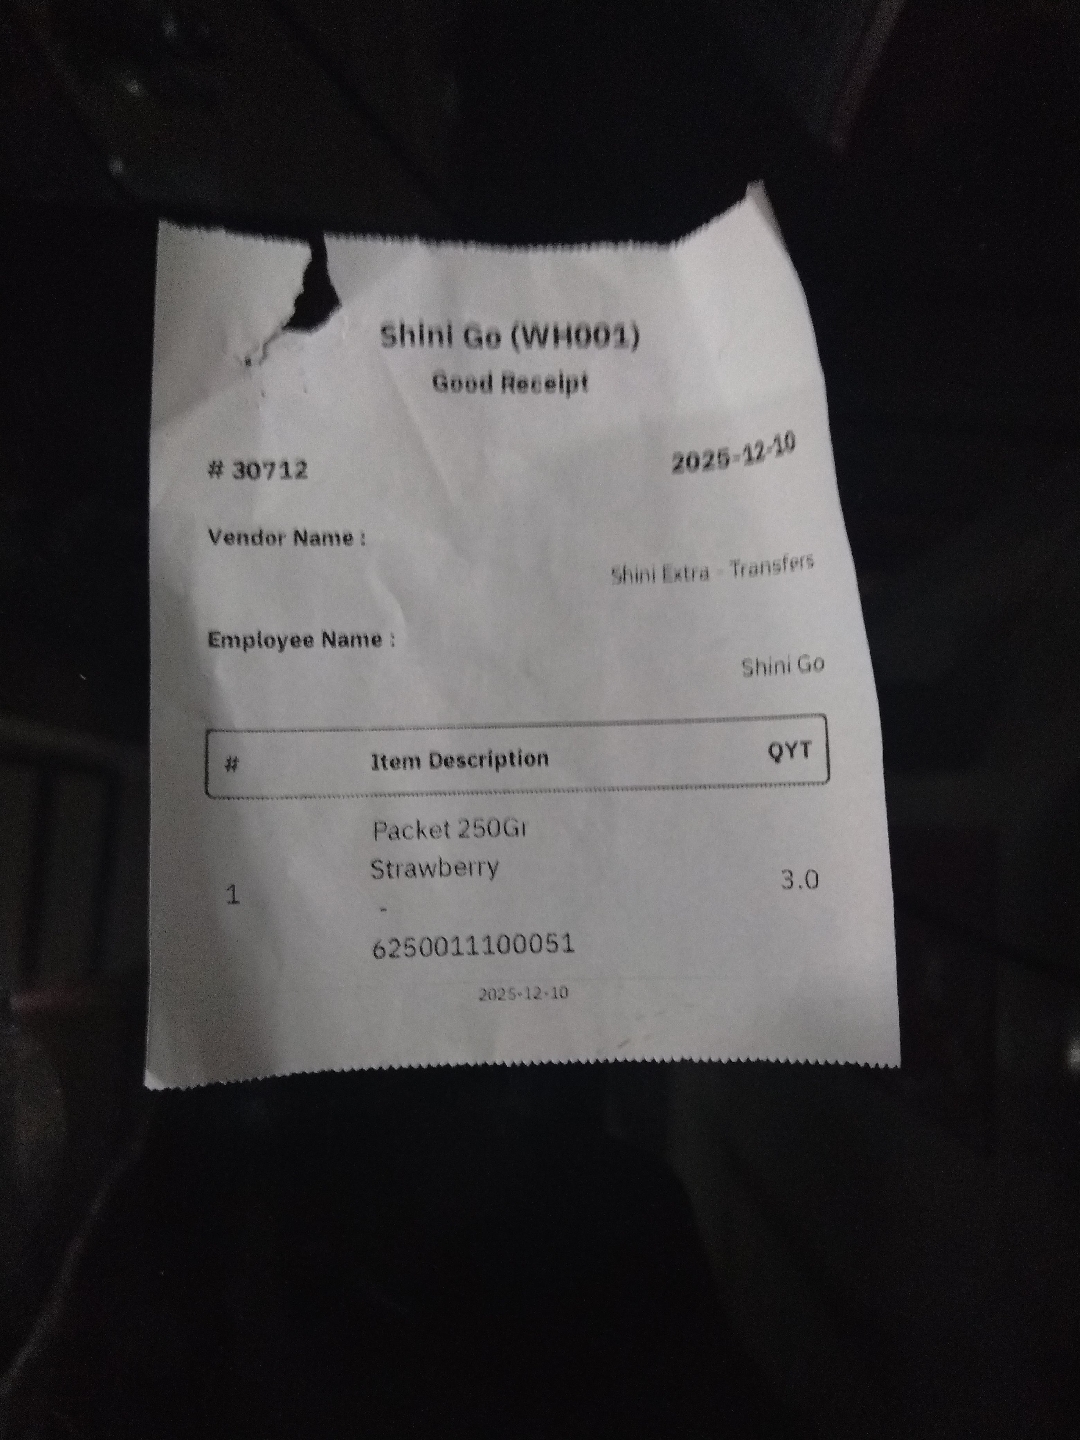 Shini Go (WH001)
Good Receipt
# 30712 2025-12-10
Vendor Name :
Shini Extra - Transfers
Employee Name :
Shini Go
# Item Description QYT
Packet 250Gr
Strawberry
1 3.0
-
6250011100051
2025-12-10